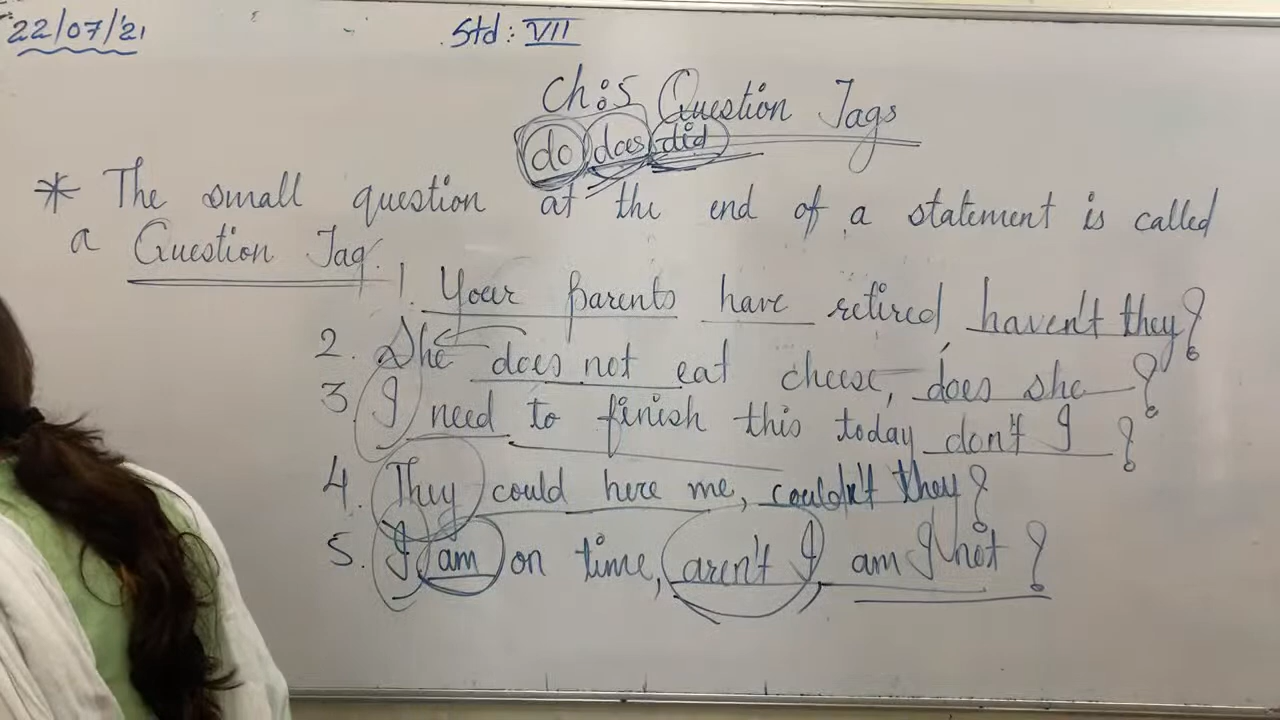 22/07/21
Std: VII
Ch:5 Question Tags
do does did
* The small question at the end of a statement is called
a Question Tag.
1. Your parents have retired haven't they?
2. She does not eat cheese, does she?
3. I need to finish this today don't I?
4. They could here me, couldn't they?
5. I am on time, aren't I, am I not?